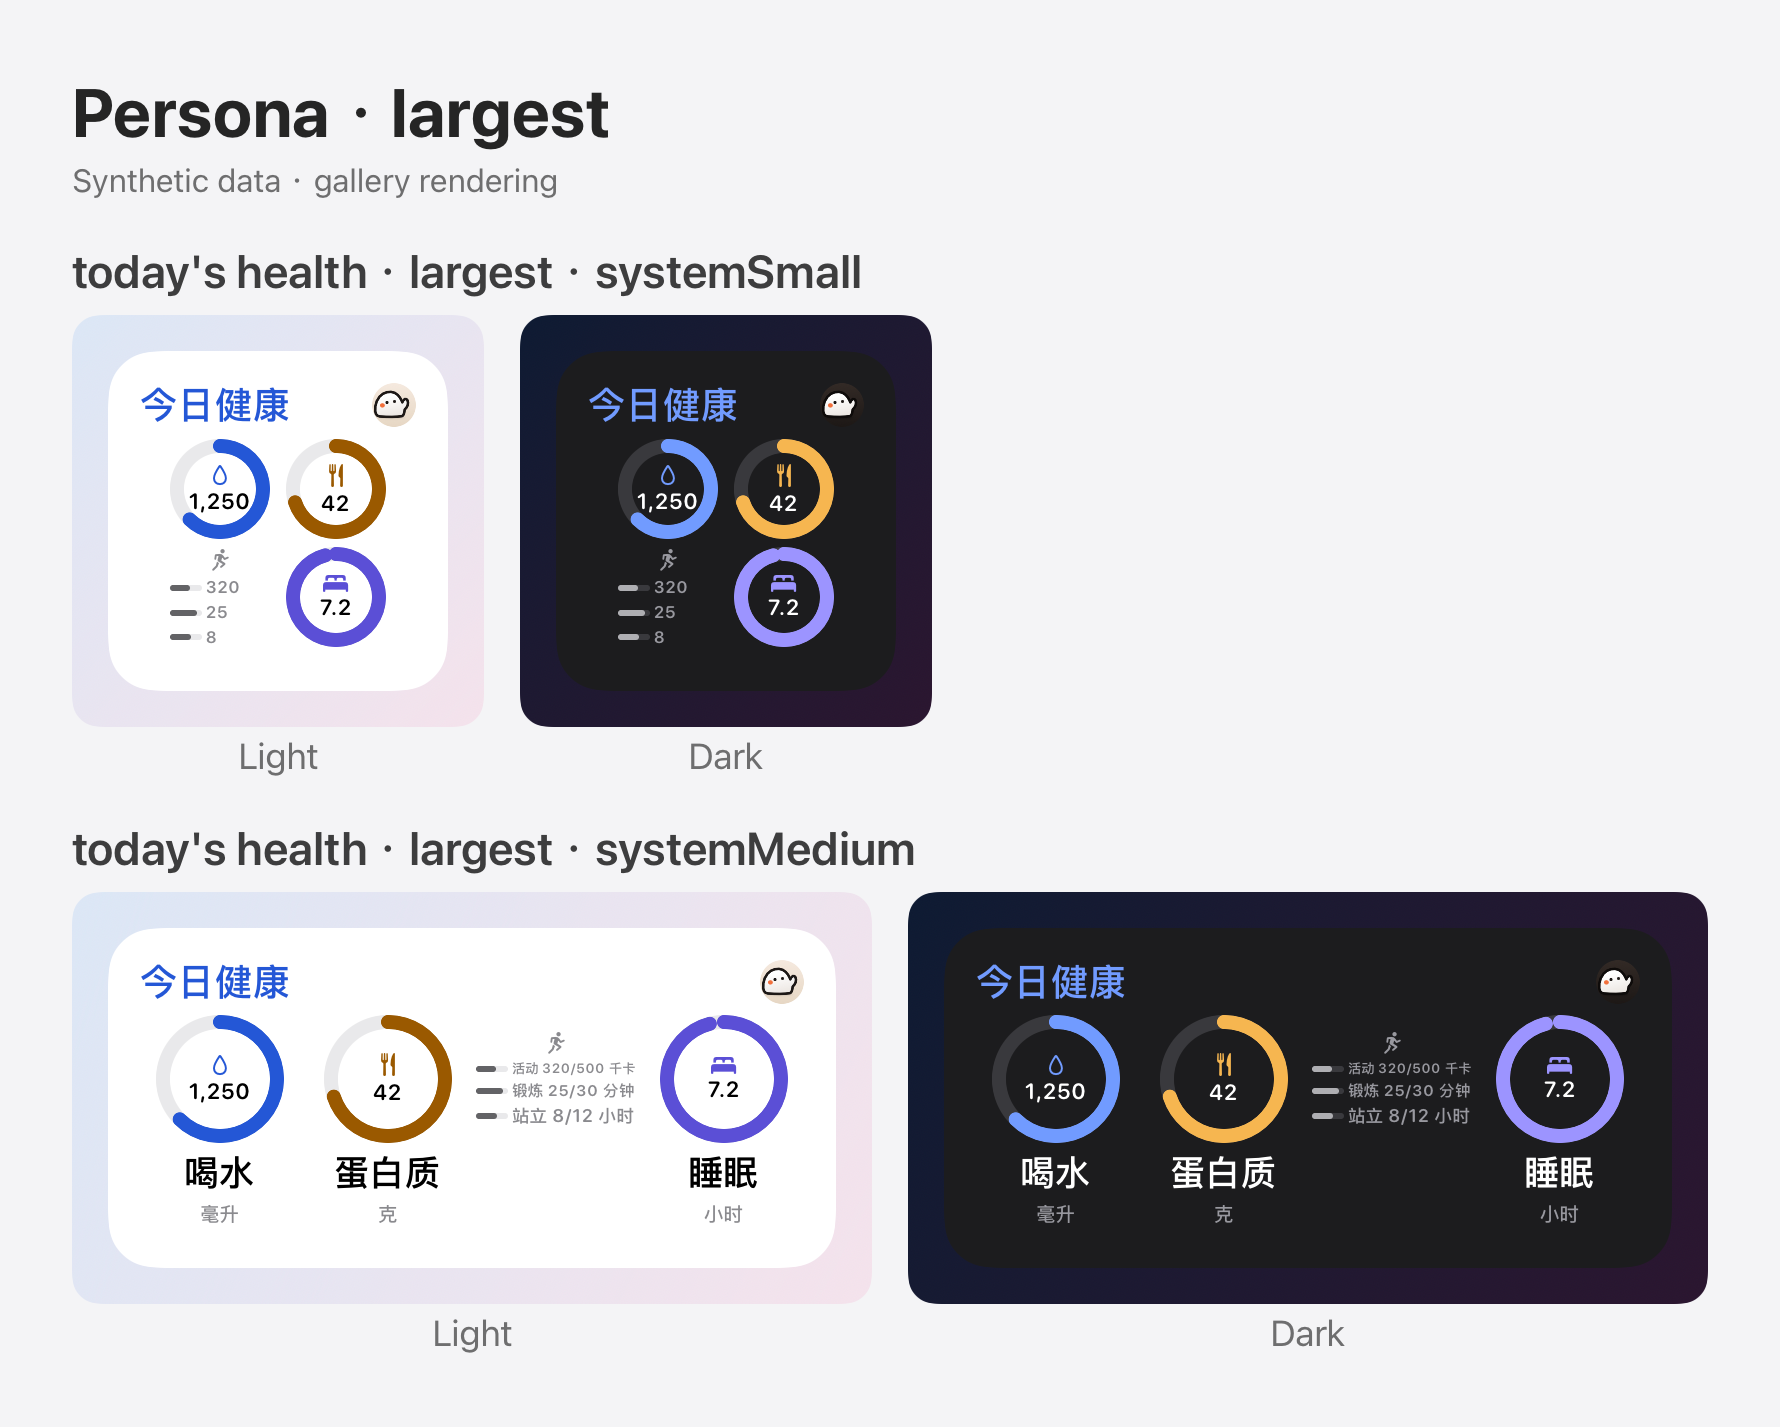 Persona · largest
Synthetic data · gallery rendering
today's health · largest · systemSmall
今日健康
1,250
42
320
25
8
7.2
Light
今日健康
1,250
42
320
25
8
7.2
Dark
today's health · largest · systemMedium
今日健康
1,250
42
活动 320/500 千卡
锻炼 25/30 分钟
站立 8/12 小时
7.2
喝水
蛋白质
睡眠
毫升
克
小时
Light
今日健康
1,250
42
活动 320/500 千卡
锻炼 25/30 分钟
站立 8/12 小时
7.2
喝水
蛋白质
睡眠
毫升
克
小时
Dark